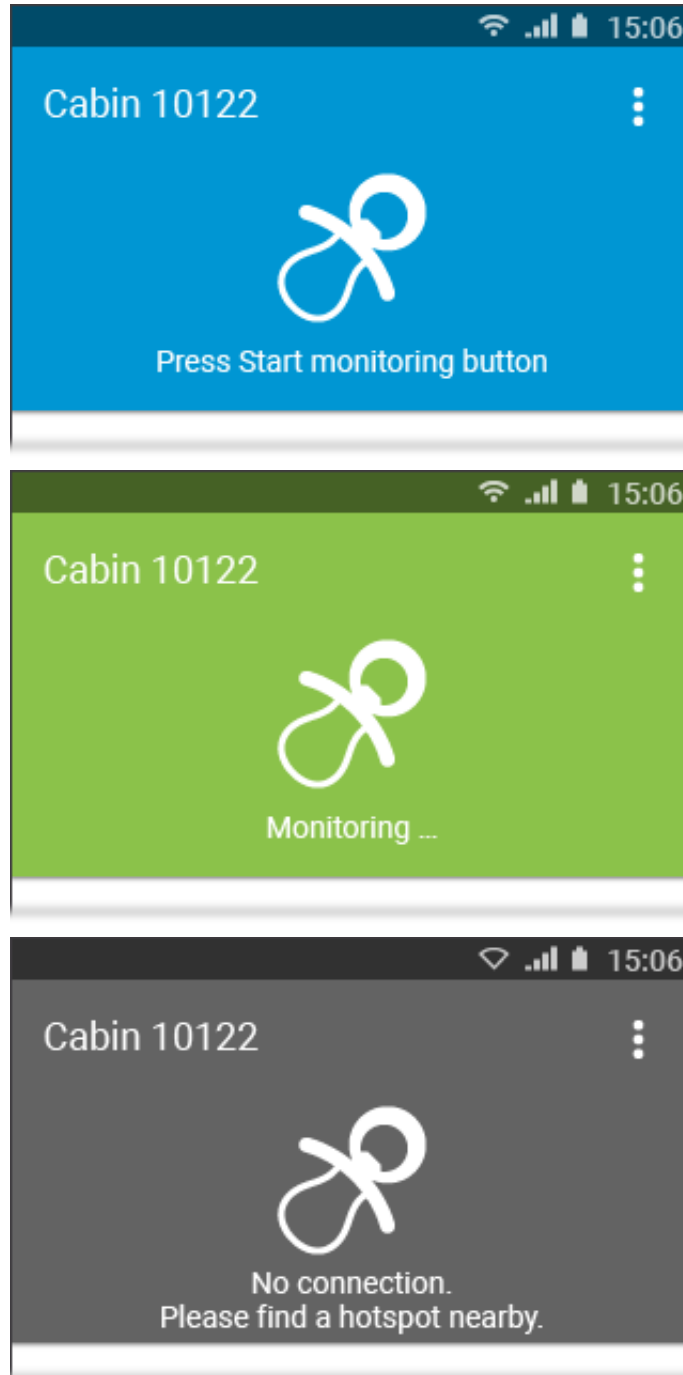 15:06
Cabin 10122
Press Start monitoring button
15:06
Cabin 10122
Monitoring ...
15:06
Cabin 10122
No connection.
Please find a hotspot nearby.